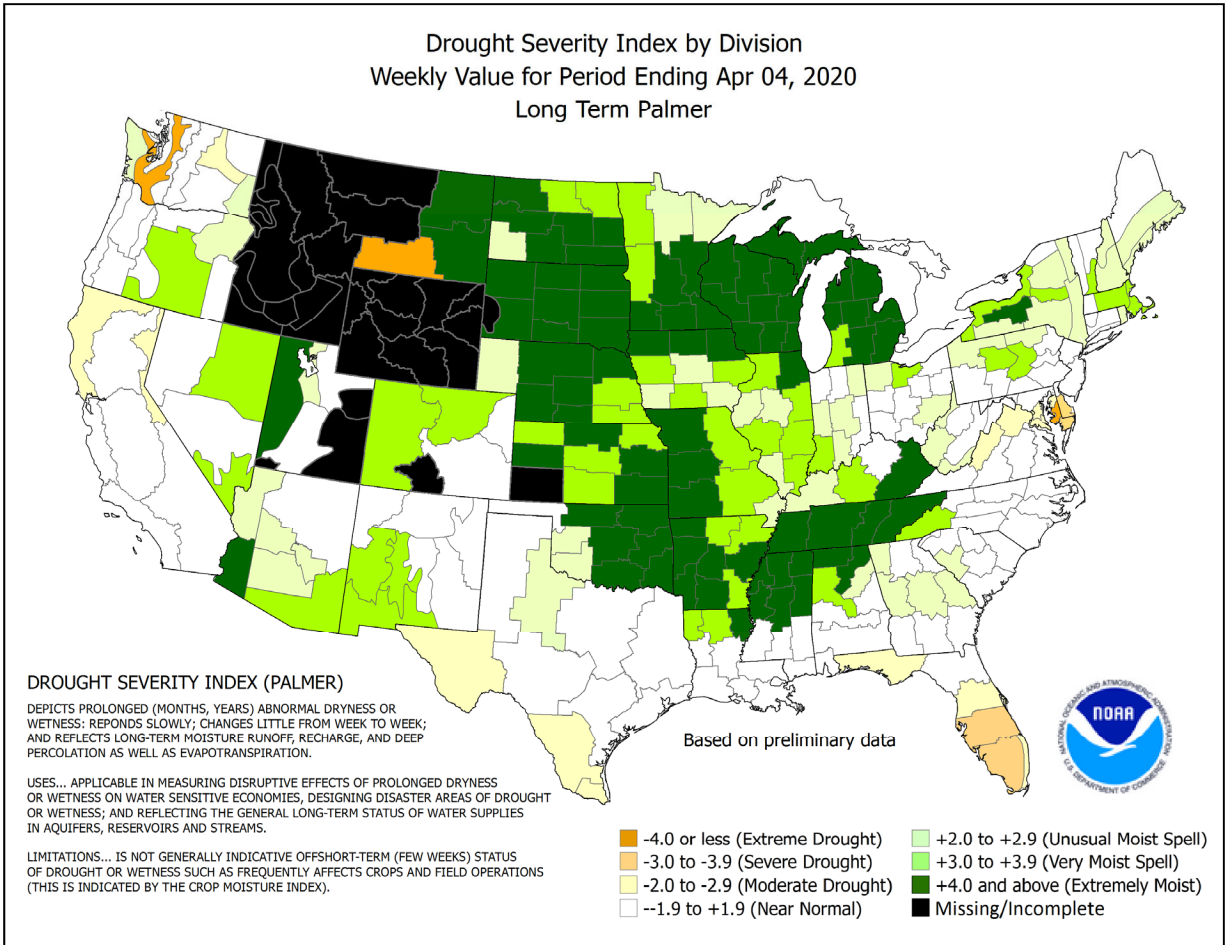 Drought Severity Index by Division
Weekly Value for Period Ending Apr 04, 2020
Long Term Palmer
DROUGHT SEVERITY INDEX (PALMER)
DEPICTS PROLONGED (MONTHS, YEARS) ABNORMAL DRYNESS OR
WETNESS: REPONDS SLOWLY; CHANGES LITTLE FROM WEEK TO WEEK;
AND REFLECTS LONG-TERM MOISTURE RUNOFF, RECHARGE, AND DEEP
PERCOLATION AS WELL AS EVAPOTRANSPIRATION.
USES... APPLICABLE IN MEASURING DISRUPTIVE EFFECTS OF PROLONGED DRYNESS
OR WETNESS ON WATER SENSITIVE ECONOMIES, DESIGNING DISASTER AREAS OF DROUGHT
OR WETNESS; AND REFLECTING THE GENERAL LONG-TERM STATUS OF WATER SUPPLIES
IN AQUIFERS, RESERVOIRS AND STREAMS.
LIMITATIONS... IS NOT GENERALLY INDICATIVE OFFSHORT-TERM (FEW WEEKS) STATUS
OF DROUGHT OR WETNESS SUCH AS FREQUENTLY AFFECTS CROPS AND FIELD OPERATIONS
(THIS IS INDICATED BY THE CROP MOISTURE INDEX).
Based on preliminary data
NATIONAL OCEANIC AND ATMOSPHERIC ADMINISTRATION
NOAA
U.S. DEPARTMENT OF COMMERCE
-4.0 or less (Extreme Drought)
-3.0 to -3.9 (Severe Drought)
-2.0 to -2.9 (Moderate Drought)
--1.9 to +1.9 (Near Normal)
+2.0 to +2.9 (Unusual Moist Spell)
+3.0 to +3.9 (Very Moist Spell)
+4.0 and above (Extremely Moist)
Missing/Incomplete